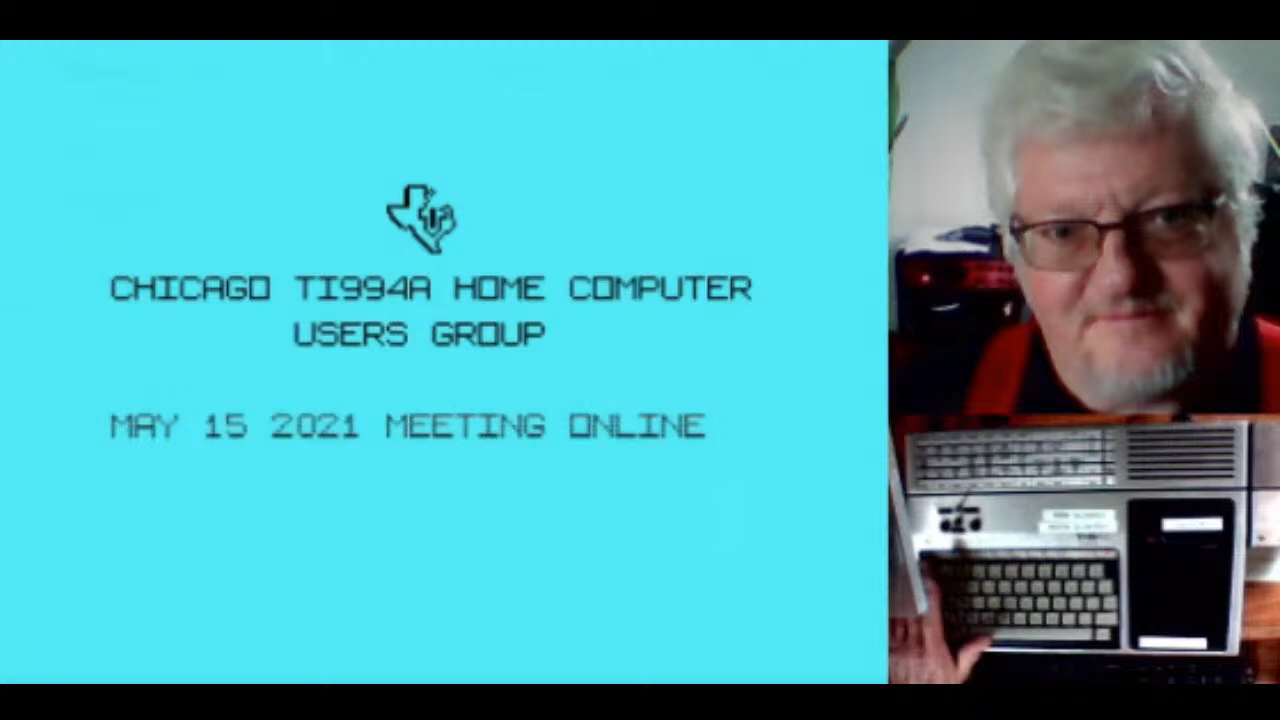 CHICAGO TI994A HOME COMPUTER
USERS GROUP
MAY 15 2021 MEETING ONLINE